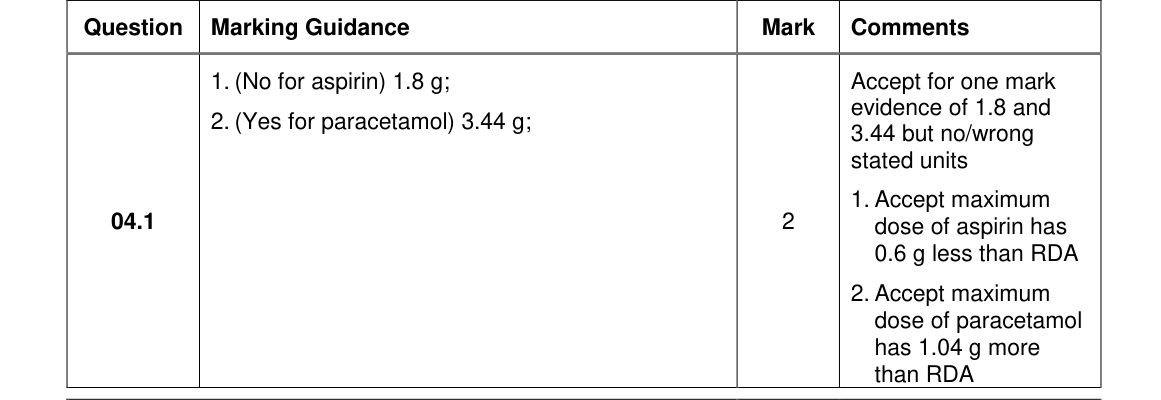 Question Marking Guidance Mark Comments
1. (No for aspirin) 1.8 g;
2. (Yes for paracetamol) 3.44 g;
04.1
2
Accept for one mark
evidence of 1.8 and
3.44 but no/wrong
stated units
1. Accept maximum
dose of aspirin has
0.6 g less than RDA
2. Accept maximum
dose of paracetamol
has 1.04 g more
than RDA